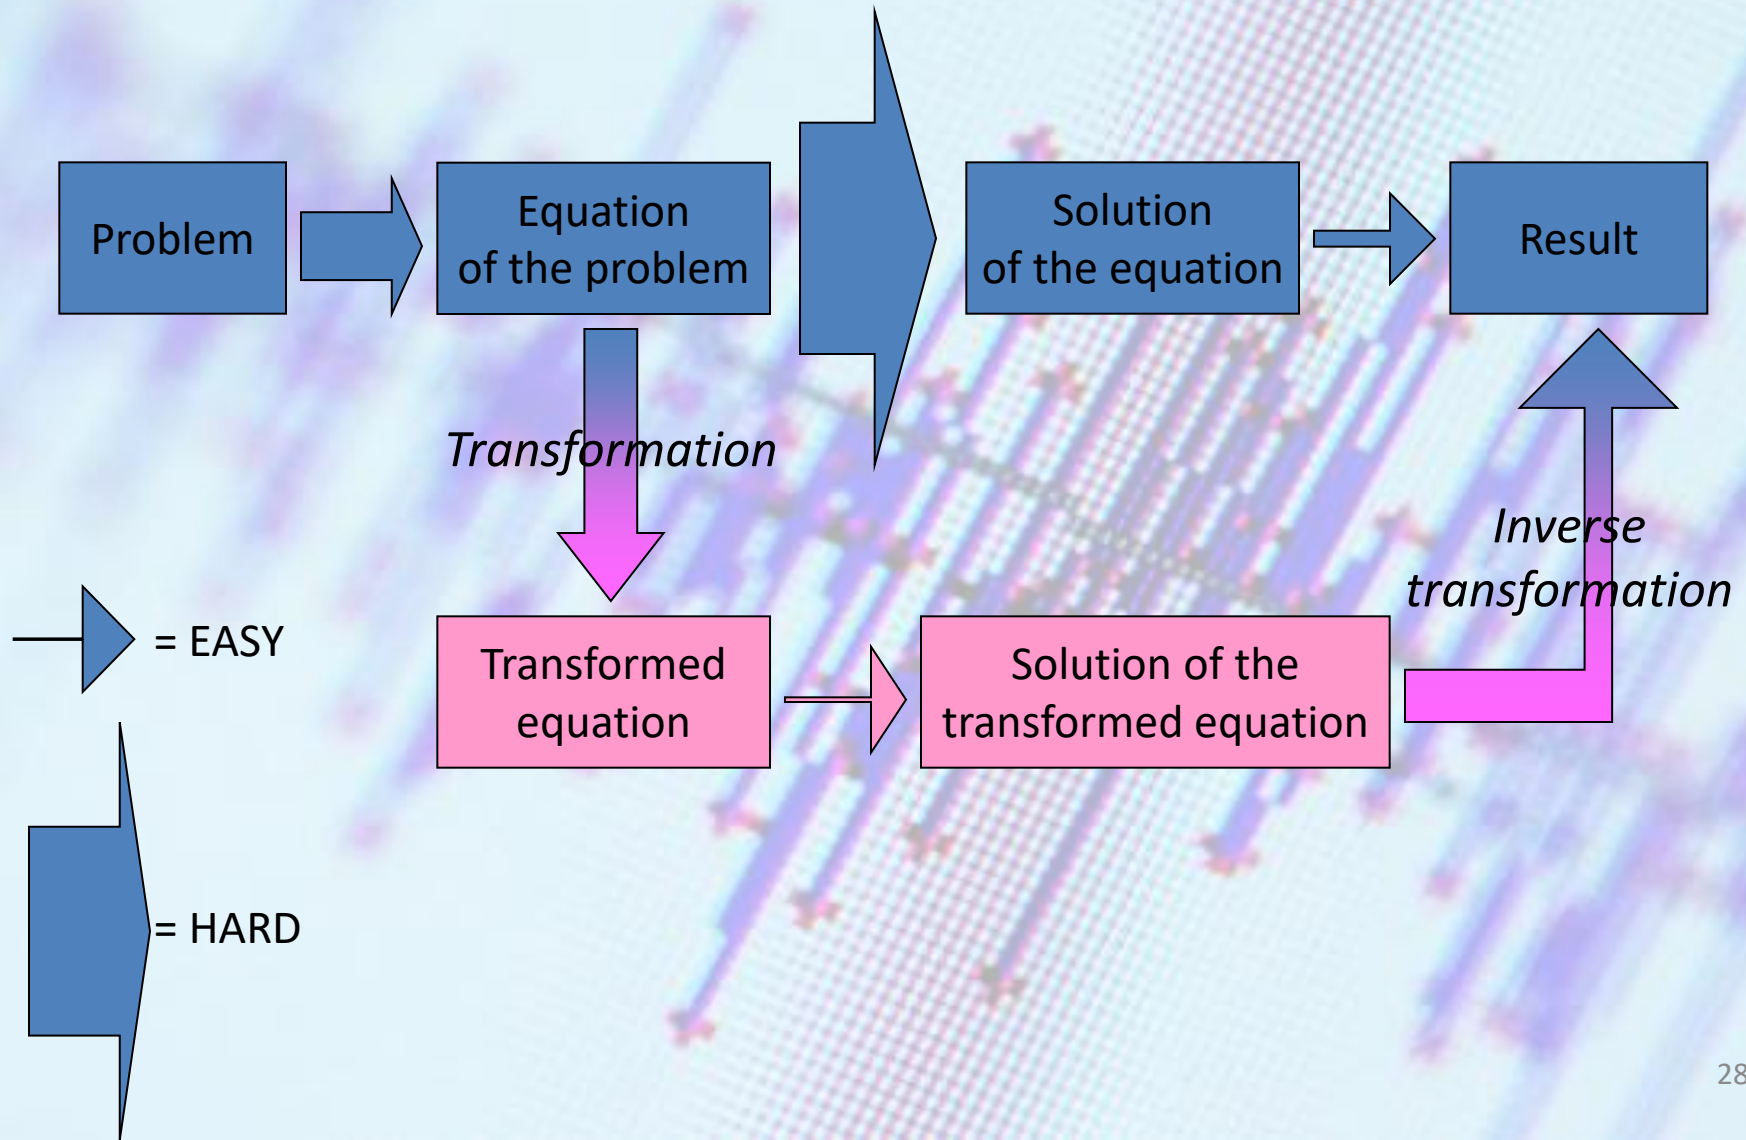 Problem
Equation
of the problem
Solution
of the equation
Result
Transformation
Inverse
transformation
= EASY
Transformed
equation
Solution of the
transformed equation
= HARD
28